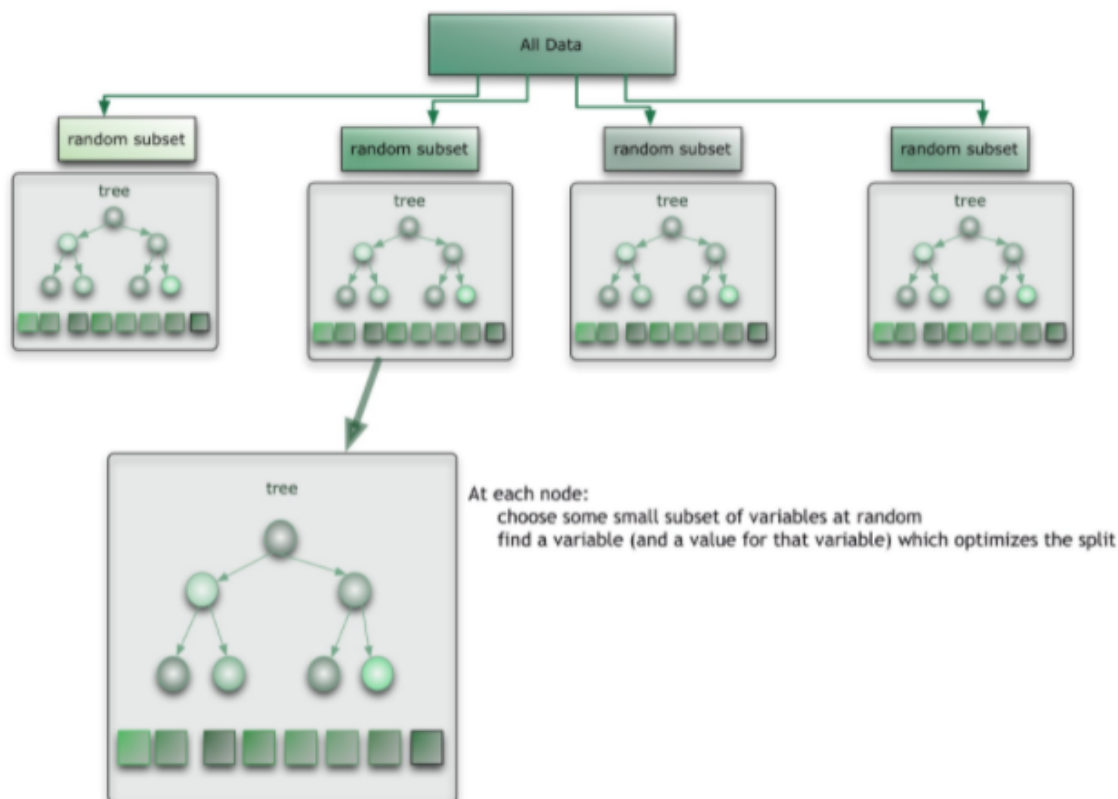 All Data
random subset
random subset
random subset
random subset
tree
tree
tree
tree
tree
At each node:
choose some small subset of variables at random
find a variable (and a value for that variable) which optimizes the split